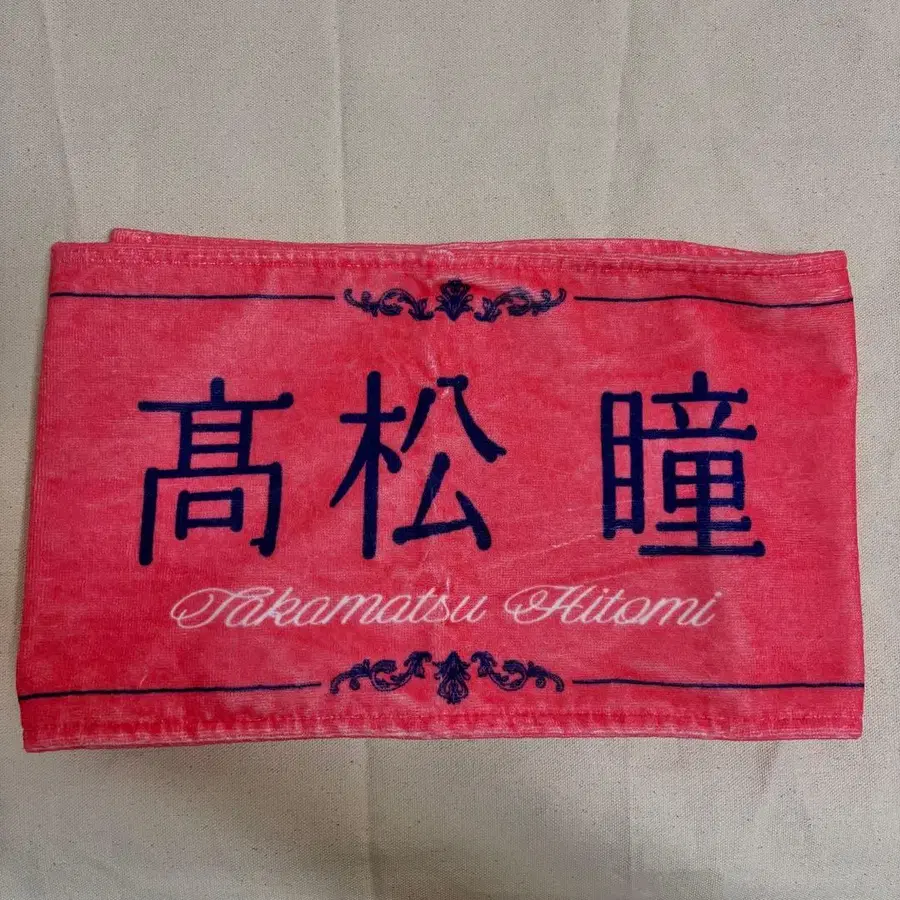 髙松 瞳
Takamatsu Hitomi